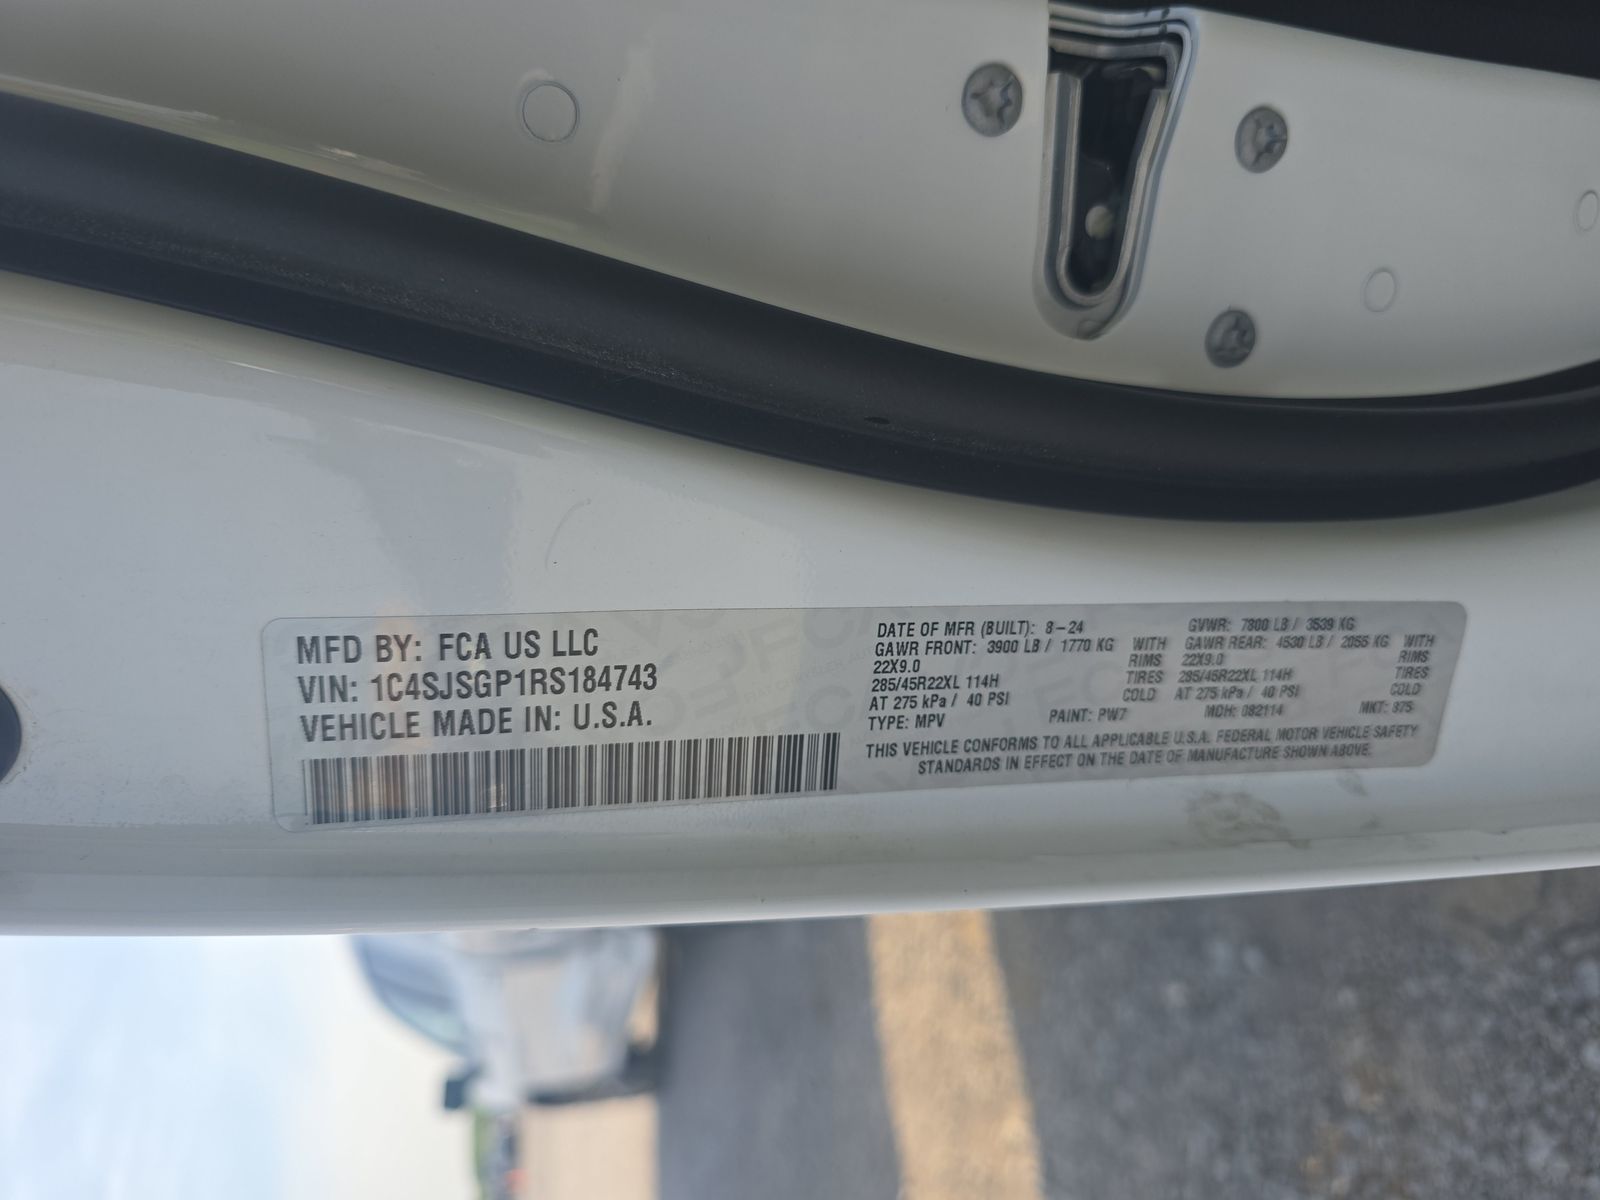 MFD BY: FCA US LLC
VIN: 1C4SJSGP1RS184743
VEHICLE MADE IN: U.S.A.
DATE OF MFR (BUILT): 8-24 GVWR: 7800 LB / 3539 KG
GAWR FRONT: 3900 LB / 1770 KG WITH GAWR REAR: 4530 LB / 2055 KG WITH
22X9.0 RIMS 22X9.0 RIMS
285/45R22XL 114H TIRES 285/45R22XL 114H TIRES
AT 275 kPa / 40 PSI COLD AT 275 kPa / 40 PSI COLD
TYPE: MPV PAINT: PW7 MDH: 082114 MKT: 875
THIS VEHICLE CONFORMS TO ALL APPLICABLE U.S.A. FEDERAL MOTOR VEHICLE SAFETY
STANDARDS IN EFFECT ON THE DATE OF MANUFACTURE SHOWN ABOVE.